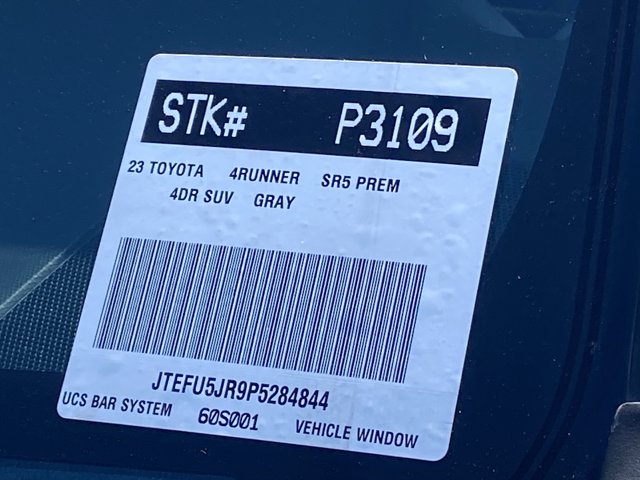 STK# P3109
23 TOYOTA 4RUNNER SR5 PREM
4DR SUV GRAY
JTEFU5JR9P5284844
UCS BAR SYSTEM 60S001 VEHICLE WINDOW